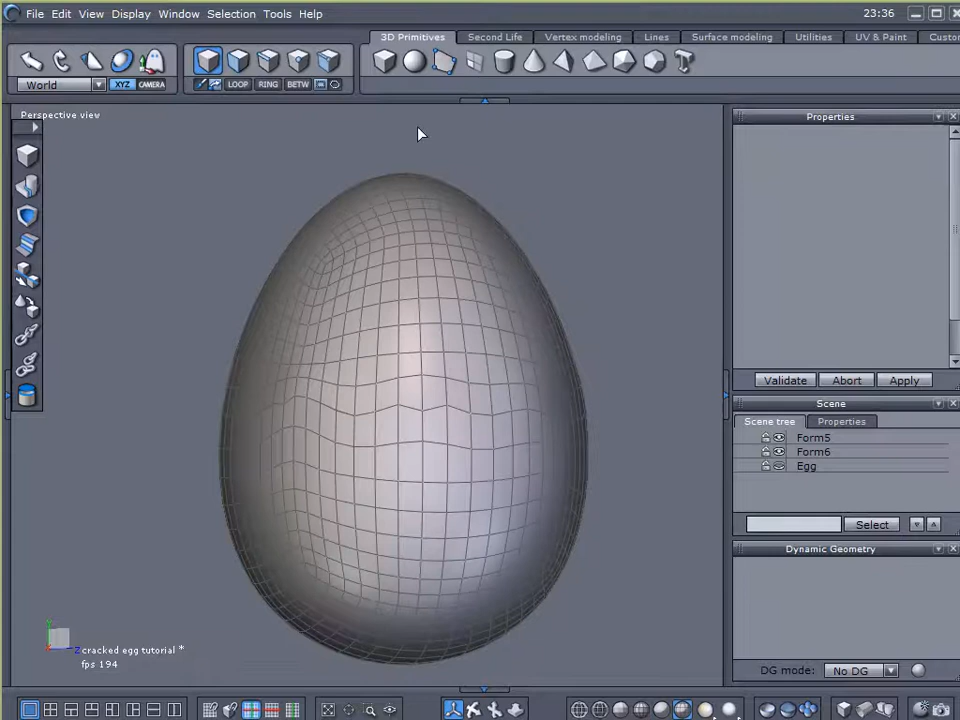 File Edit View Display Window Selection Tools Help 23:36
3D Primitives Second Life Vertex modeling Lines Surface modeling Utilities UV & Paint Custo
World XYZ CAMERA LOOP RING BETW
Perspective view
Properties
Validate Abort Apply
Scene
Scene tree Properties
Form5
Form6
Egg
Select
Dynamic Geometry
Z cracked egg tutorial *
fps 194
DG mode: No DG